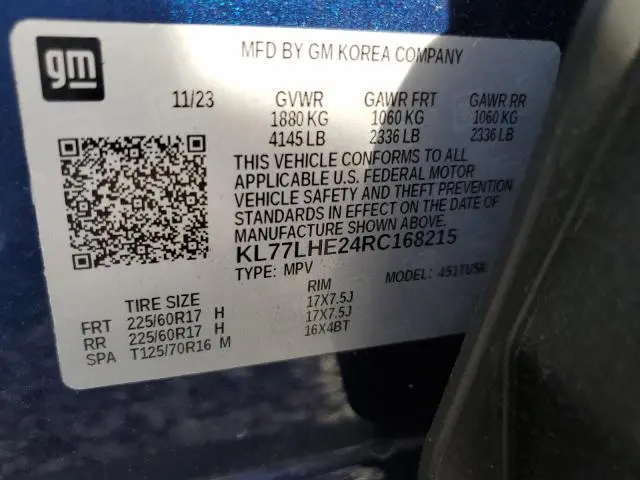 gm
MFD BY GM KOREA COMPANY
11/23 GVWR GAWR FRT GAWR RR
1880 KG 1060 KG 1060 KG
4145 LB 2336 LB 2336 LB
THIS VEHICLE CONFORMS TO ALL
APPLICABLE U.S. FEDERAL MOTOR
VEHICLE SAFETY AND THEFT PREVENTION
STANDARDS IN EFFECT ON THE DATE OF
MANUFACTURE SHOWN ABOVE.
KL77LHE24RC168215
TYPE: MPV MODEL:
TIRE SIZE RIM
FRT 225/60R17 H 17X7.5J
RR 225/60R17 H 17X7.5J
SPA T125/70R16 M 16X4BT